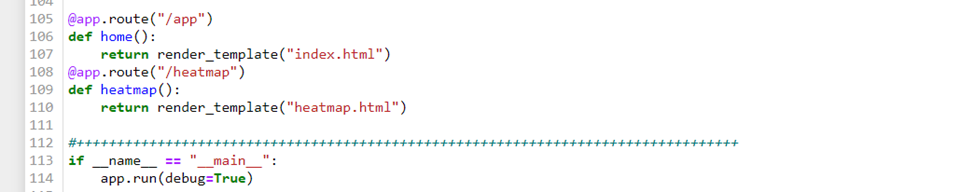 104
105 @app.route("/app")
106 def home():
107     return render_template("index.html")
108 @app.route("/heatmap")
109 def heatmap():
110     return render_template("heatmap.html")
111
112 #++++++++++++++++++++++++++++++++++++++++++++++++++++++++++++++++++++++++++++++++++
113 if __name__ == "__main__":
114     app.run(debug=True)